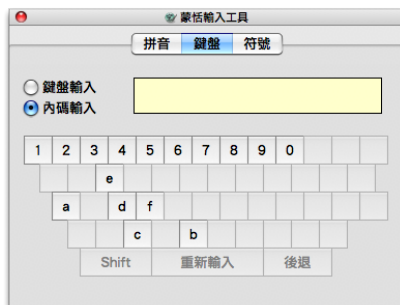 蒙恬輸入工具
拼音 鍵盤 符號
鍵盤輸入
內碼輸入
1 2 3 4 5 6 7 8 9 0
e
a d f
c b
Shift 重新輸入 後退